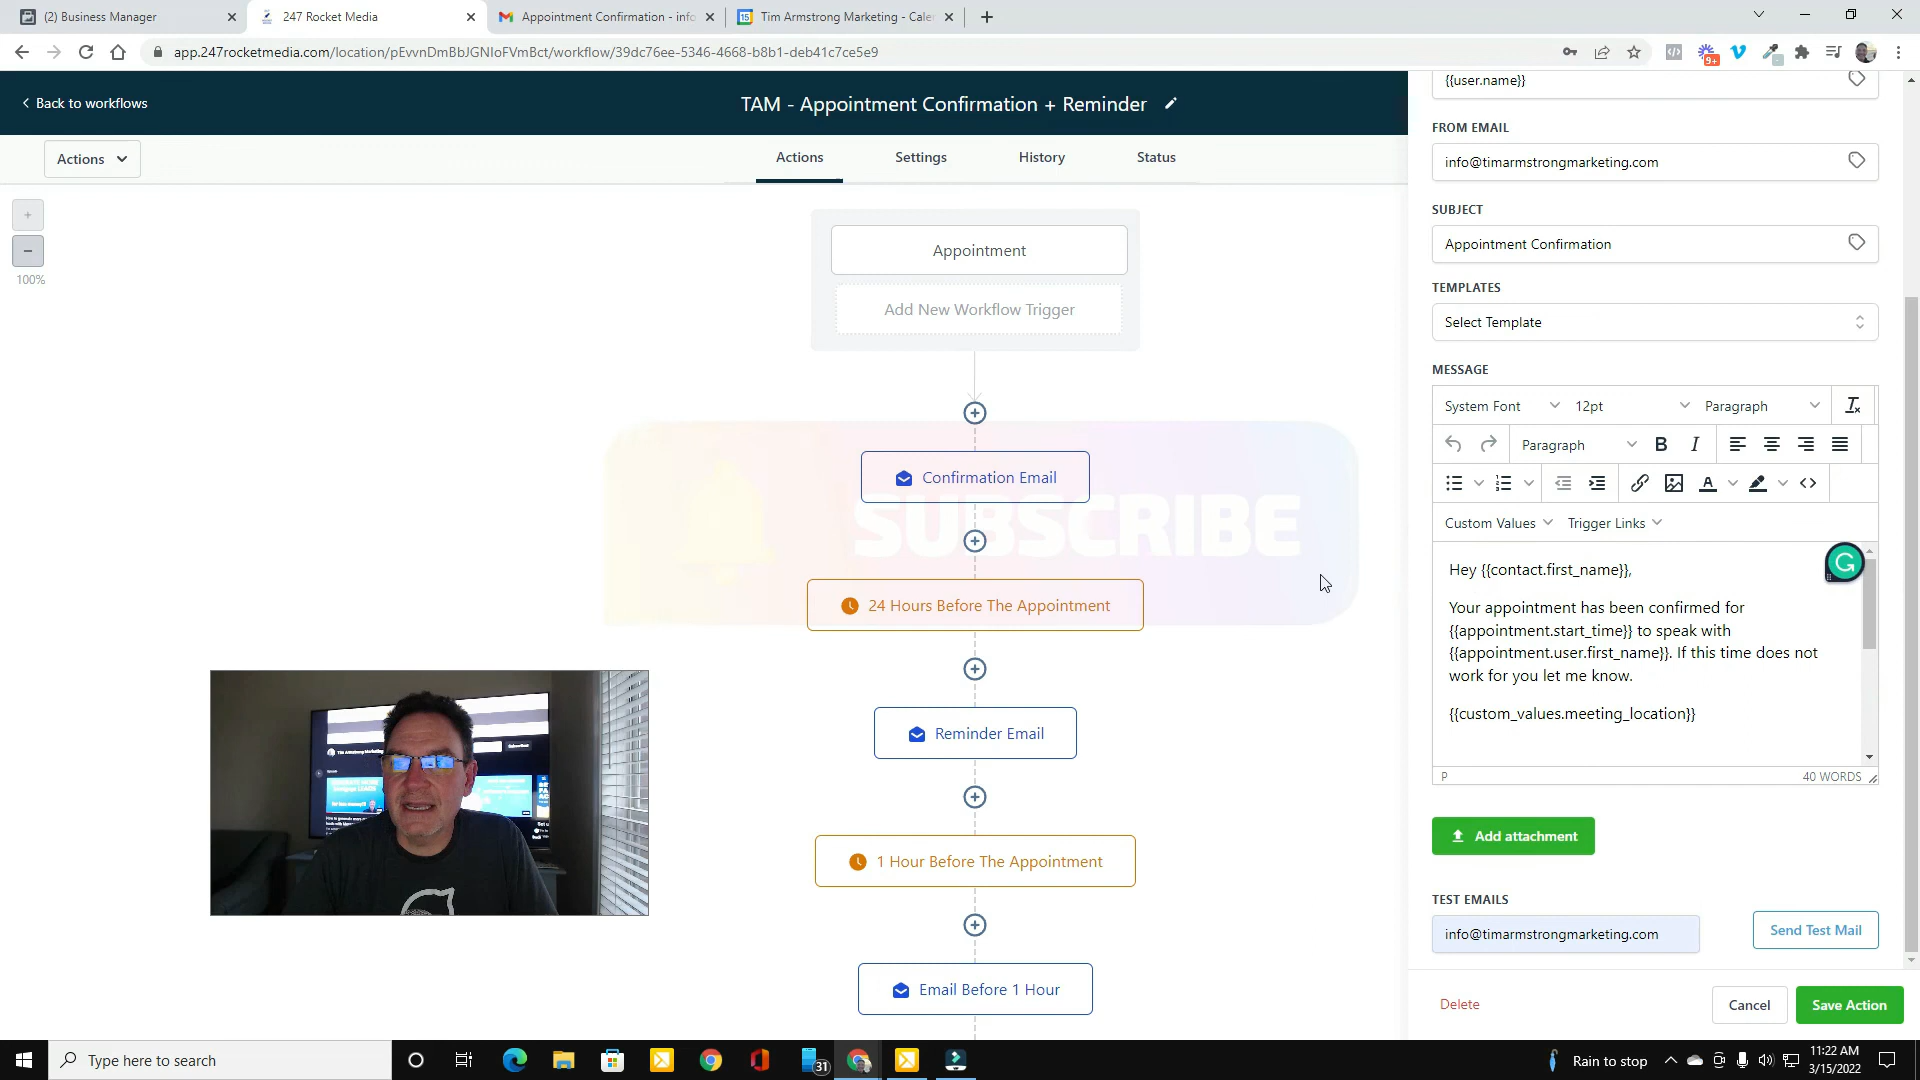 (2) Business Manager
247 Rocket Media
Appointment Confirmation - info
Tim Armstrong Marketing - Cale
app.247rocketmedia.com/location/pEvvnDmBbJGNIoFVmBct/workflow/39dc76ee-5346-4668-b8b1-deb41c7ce5e9
9+
Back to workflows
TAM - Appointment Confirmation + Reminder
Actions
Actions
Settings
History
Status
100%
Appointment
Add New Workflow Trigger
Confirmation Email
SUBSCRIBE
24 Hours Before The Appointment
Reminder Email
1 Hour Before The Appointment
Email Before 1 Hour
{{user.name}}
FROM EMAIL
info@timarmstrongmarketing.com
SUBJECT
Appointment Confirmation
TEMPLATES
Select Template
MESSAGE
System Font
12pt
Paragraph
Paragraph
B
I
Custom Values
Trigger Links
Hey {{contact.first_name}},
Your appointment has been confirmed for
{{appointment.start_time}} to speak with
{{appointment.user.first_name}}. If this time does not
work for you let me know.
{{custom_values.meeting_location}}
P
40 WORDS
Add attachment
TEST EMAILS
info@timarmstrongmarketing.com
Send Test Mail
Delete
Cancel
Save Action
Type here to search
31
Rain to stop
11:22 AM
3/15/2022